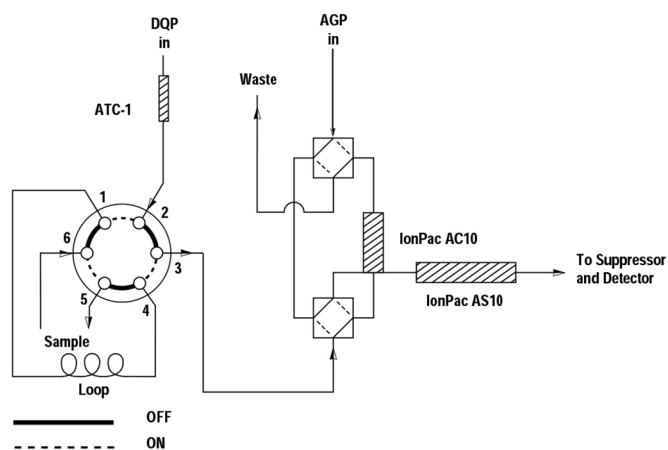 DQP
in
AGP
in
Waste
ATC-1
1
2
3
4
5
6
IonPac AC10
IonPac AS10
To Suppressor
and Detector
Sample
Loop
OFF
ON